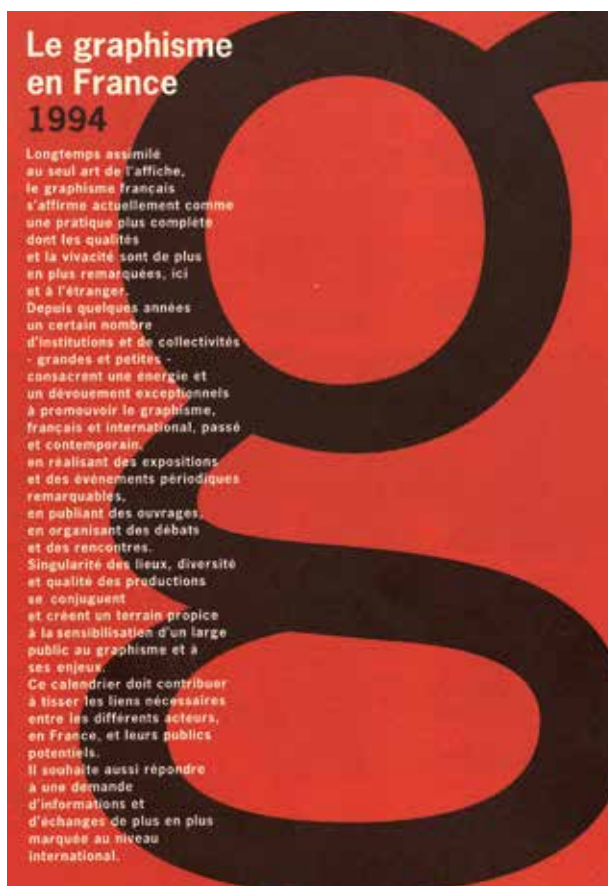 Le graphisme
en France
1994
Longtemps assimilé
au seul art de l'affiche,
le graphisme français
s'affirme actuellement comme
une pratique plus complète
dont les qualités
et la vivacité sont de plus
en plus remarquées, ici
et à l'étranger.
Depuis quelques années
un certain nombre
d'institutions et de collectivités
- grandes et petites -
consacrent une énergie et
un dévouement exceptionnels
à promouvoir le graphisme,
français et international, passé
et contemporain,
en réalisant des expositions
et des événements périodiques
remarquables,
en publiant des ouvrages,
en organisant des débats
et des rencontres.
Singularité des lieux, diversité
et qualité des productions
se conjuguent
et créent un terrain propice
à la sensibilisation d'un large
public au graphisme et à
ses enjeux.
Ce calendrier doit contribuer
à tisser les liens nécessaires
entre les différents acteurs,
en France, et leurs publics
potentiels.
Il souhaite aussi répondre
à une demande
d'informations et
d'échanges de plus en plus
marquée au niveau
international.
g